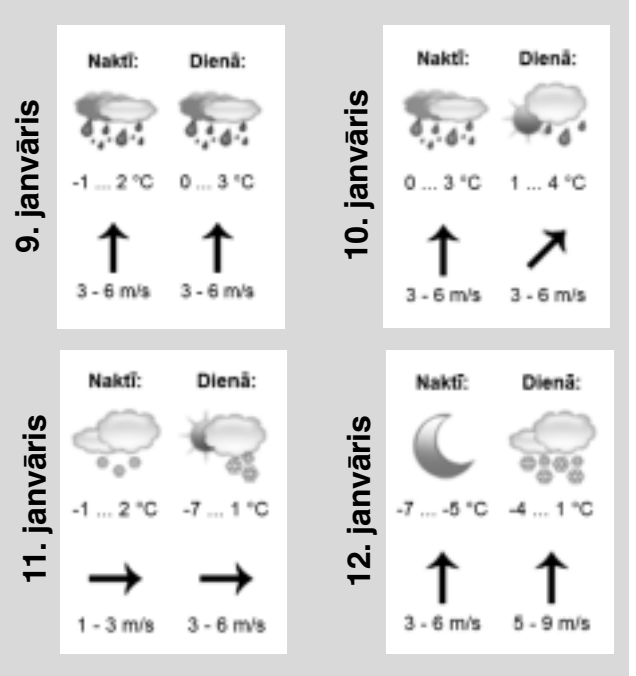 9. janvāris
Naktī: Dienā:
-1 ... 2 °C 0 ... 3 °C
3 - 6 m/s 3 - 6 m/s
10. janvāris
Naktī: Dienā:
0 ... 3 °C 1 ... 4 °C
3 - 6 m/s 3 - 6 m/s
11. janvāris
Naktī: Dienā:
-1 ... 2 °C -7 ... 1 °C
1 - 3 m/s 3 - 6 m/s
12. janvāris
Naktī: Dienā:
-7 ... -5 °C -4 ... 1 °C
3 - 6 m/s 5 - 9 m/s